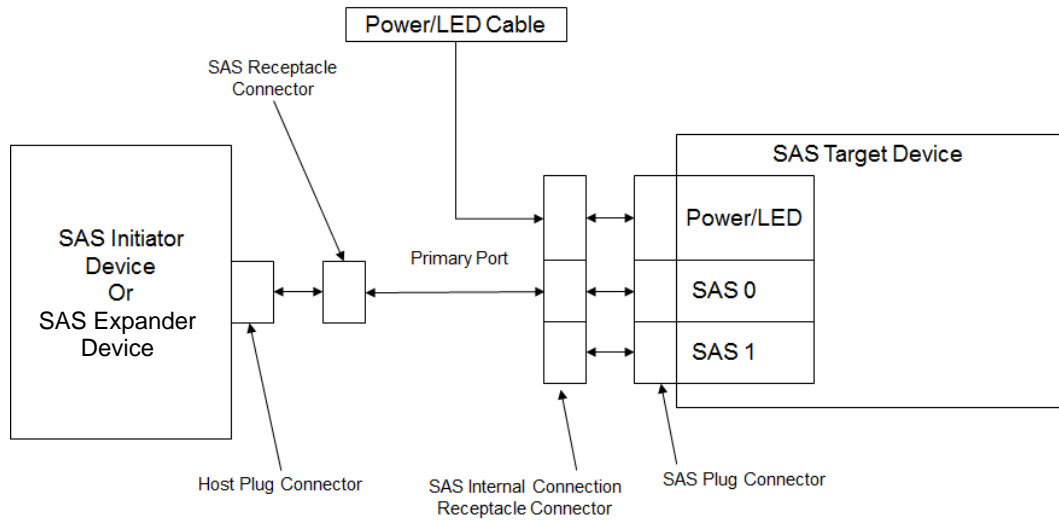 Power/LED Cable
SAS Receptacle
Connector
SAS Target Device
SAS Initiator
Device
Or
SAS Expander
Device
Primary Port
Power/LED
SAS 0
SAS 1
Host Plug Connector
SAS Internal Connection
Receptacle Connector
SAS Plug Connector